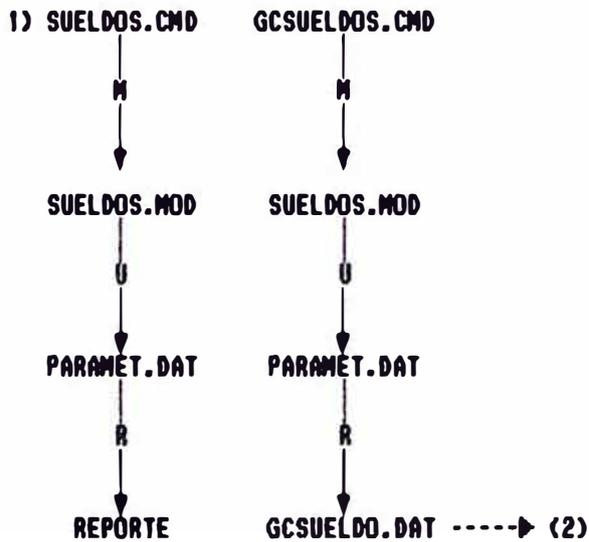 1) SUELDOS.CMD GCSUELDOS.CMD
M M
SUELDOS.MOD SUELDOS.MOD
U U
PARAMET.DAT PARAMET.DAT
R R
REPORTE GCSUELDO.DAT (2)